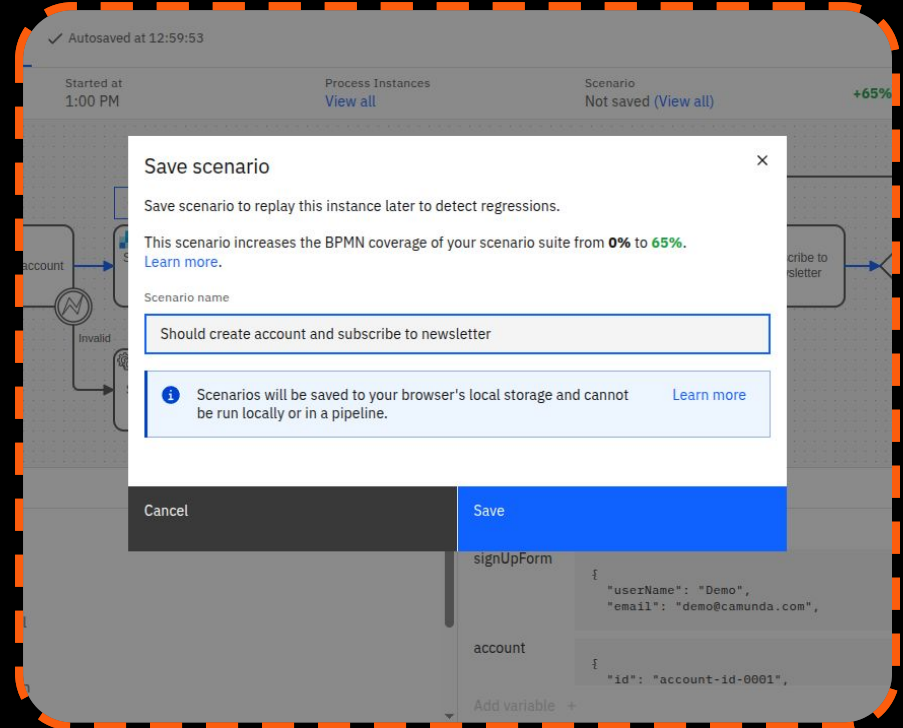 Autosaved at 12:59:53
Started at
1:00 PM
Process Instances
View all
Scenario
Not saved (View all)
+65%
Save scenario
Save scenario to replay this instance later to detect regressions.
This scenario increases the BPMN coverage of your scenario suite from 0% to 65%.
Learn more.
Scenario name
Should create account and subscribe to newsletter
Scenarios will be saved to your browser's local storage and cannot
be run locally or in a pipeline.
Learn more
Cancel
Save
account
Invalid
cribe to
sletter
signUpForm
{
"userName": "Demo",
"email": "demo@camunda.com",
account
{
"id": "account-id-0001",
Add variable +